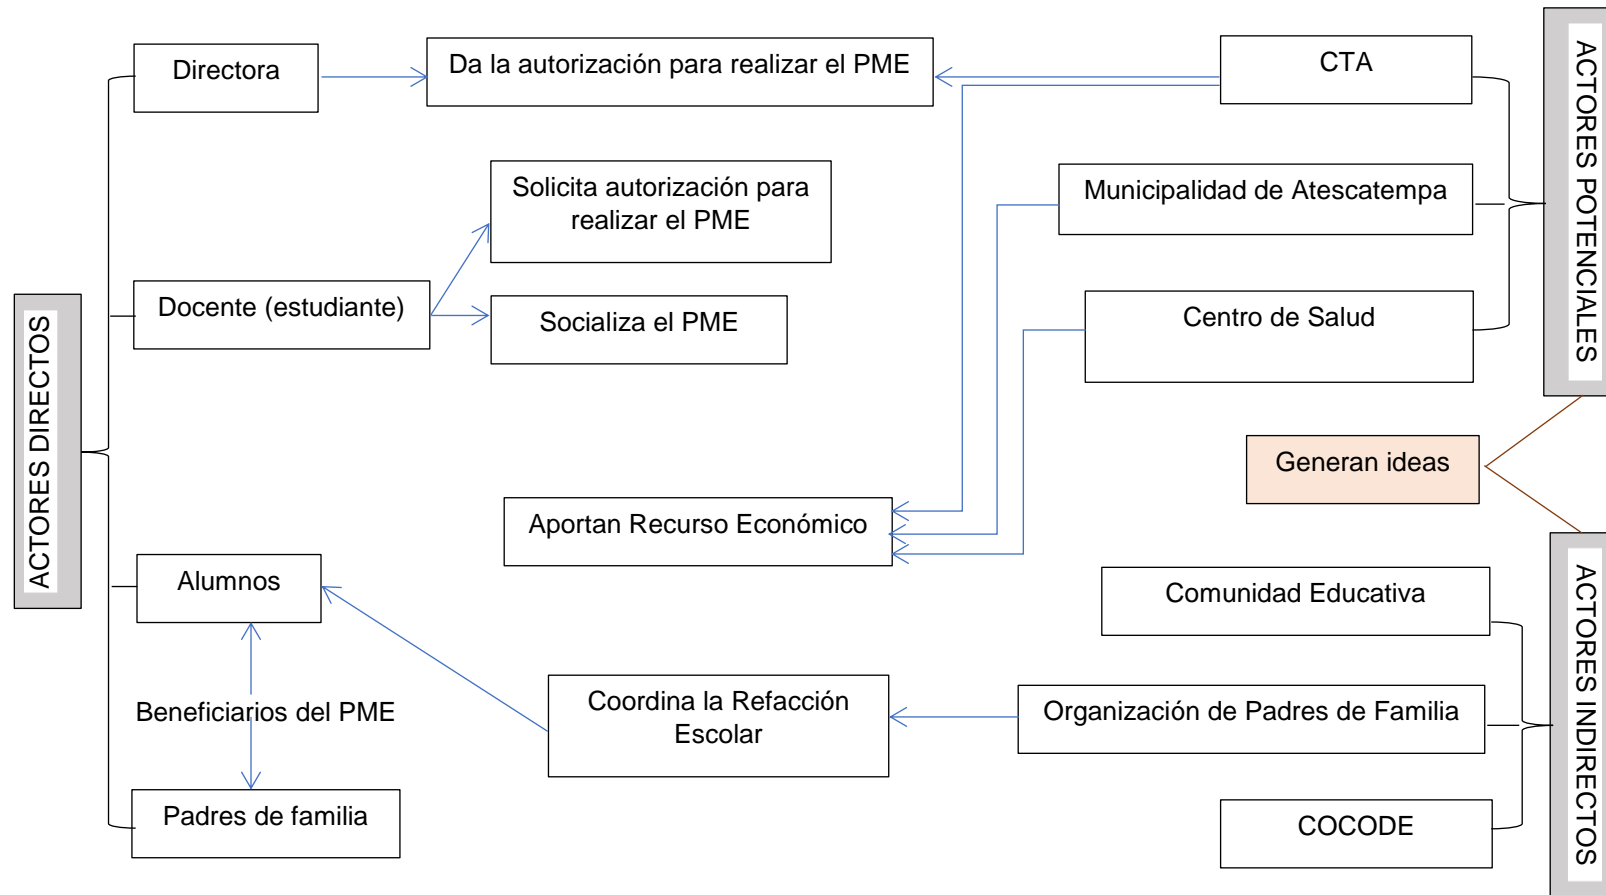 ACTORES DIRECTOS
Directora
Da la autorización para realizar el PME
CTA
ACTORES POTENCIALES
Solicita autorización para
realizar el PME
Municipalidad de Atescatempa
Docente (estudiante)
Socializa el PME
Centro de Salud
Generan ideas
Aportan Recurso Económico
Alumnos
Comunidad Educativa
ACTORES INDIRECTOS
Beneficiarios del PME
Coordina la Refacción
Escolar
Organización de Padres de Familia
Padres de familia
COCODE